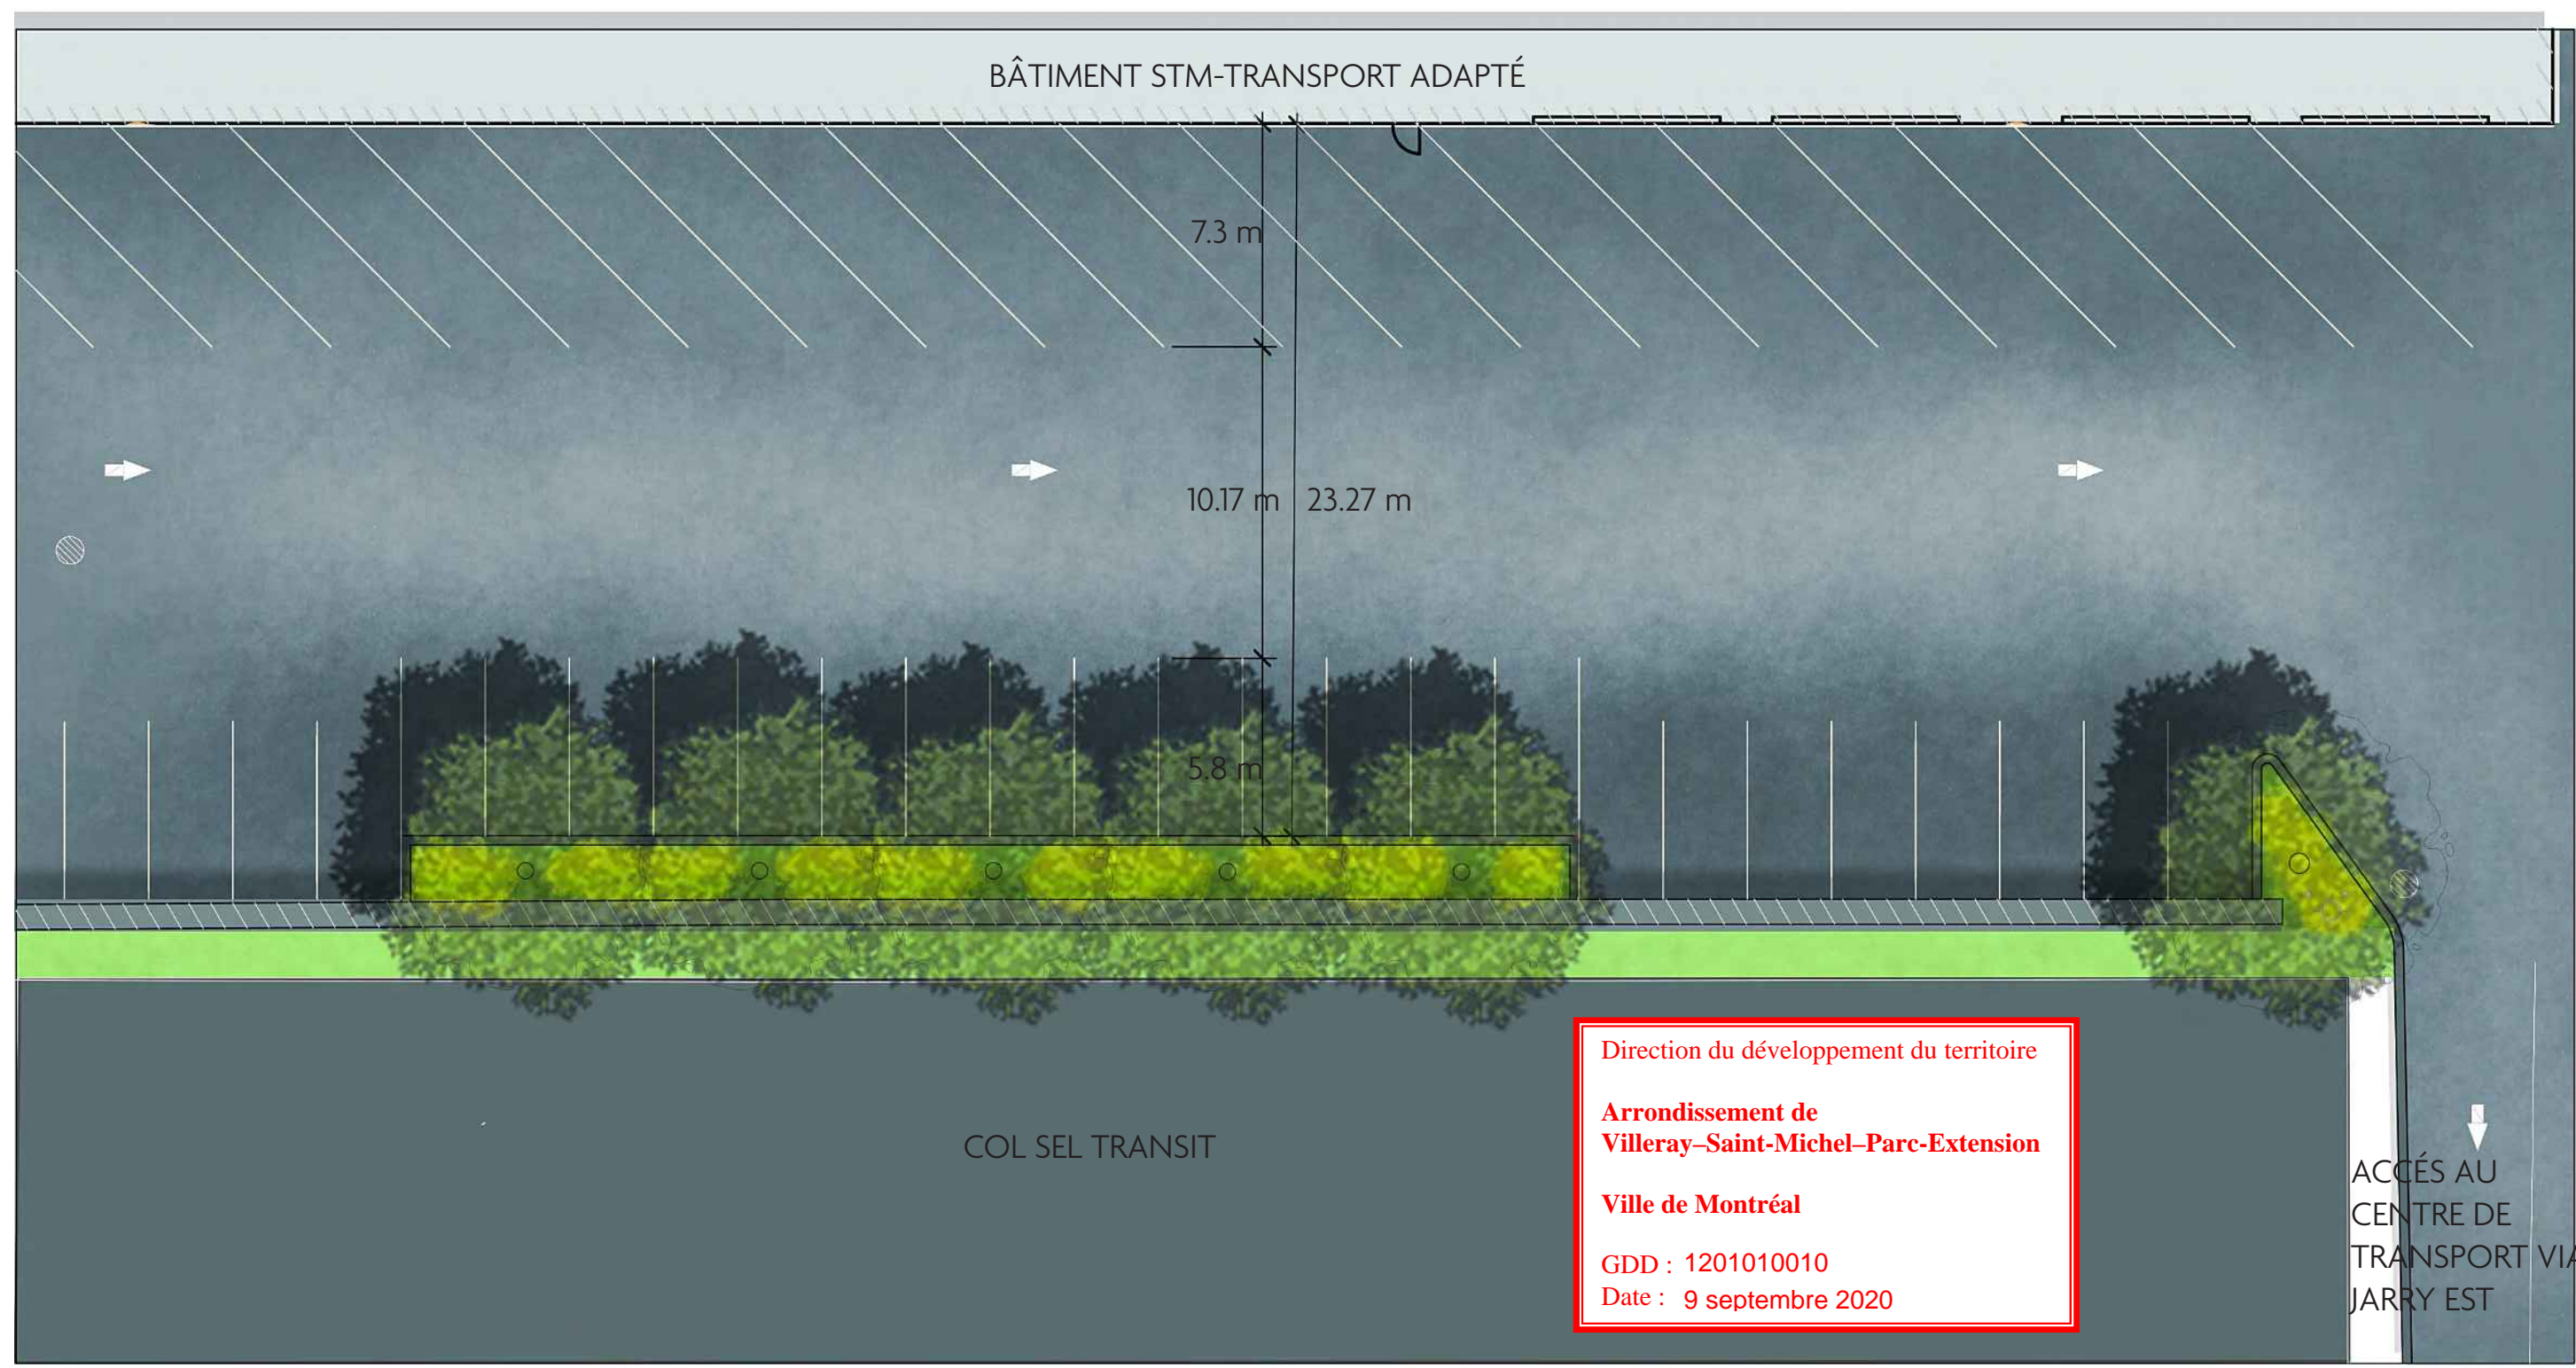 BÂTIMENT STM-TRANSPORT ADAPTÉ
7.3 m
10.17 m
23.27 m
5.8 m
COL SEL TRANSIT
Direction du développement du territoire
Arrondissement de
Villeray–Saint-Michel–Parc-Extension
Ville de Montréal
GDD : 1201010010
Date : 9 septembre 2020
ACCÉS AU
CENTRE DE
TRANSPORT VIA
JARRY EST